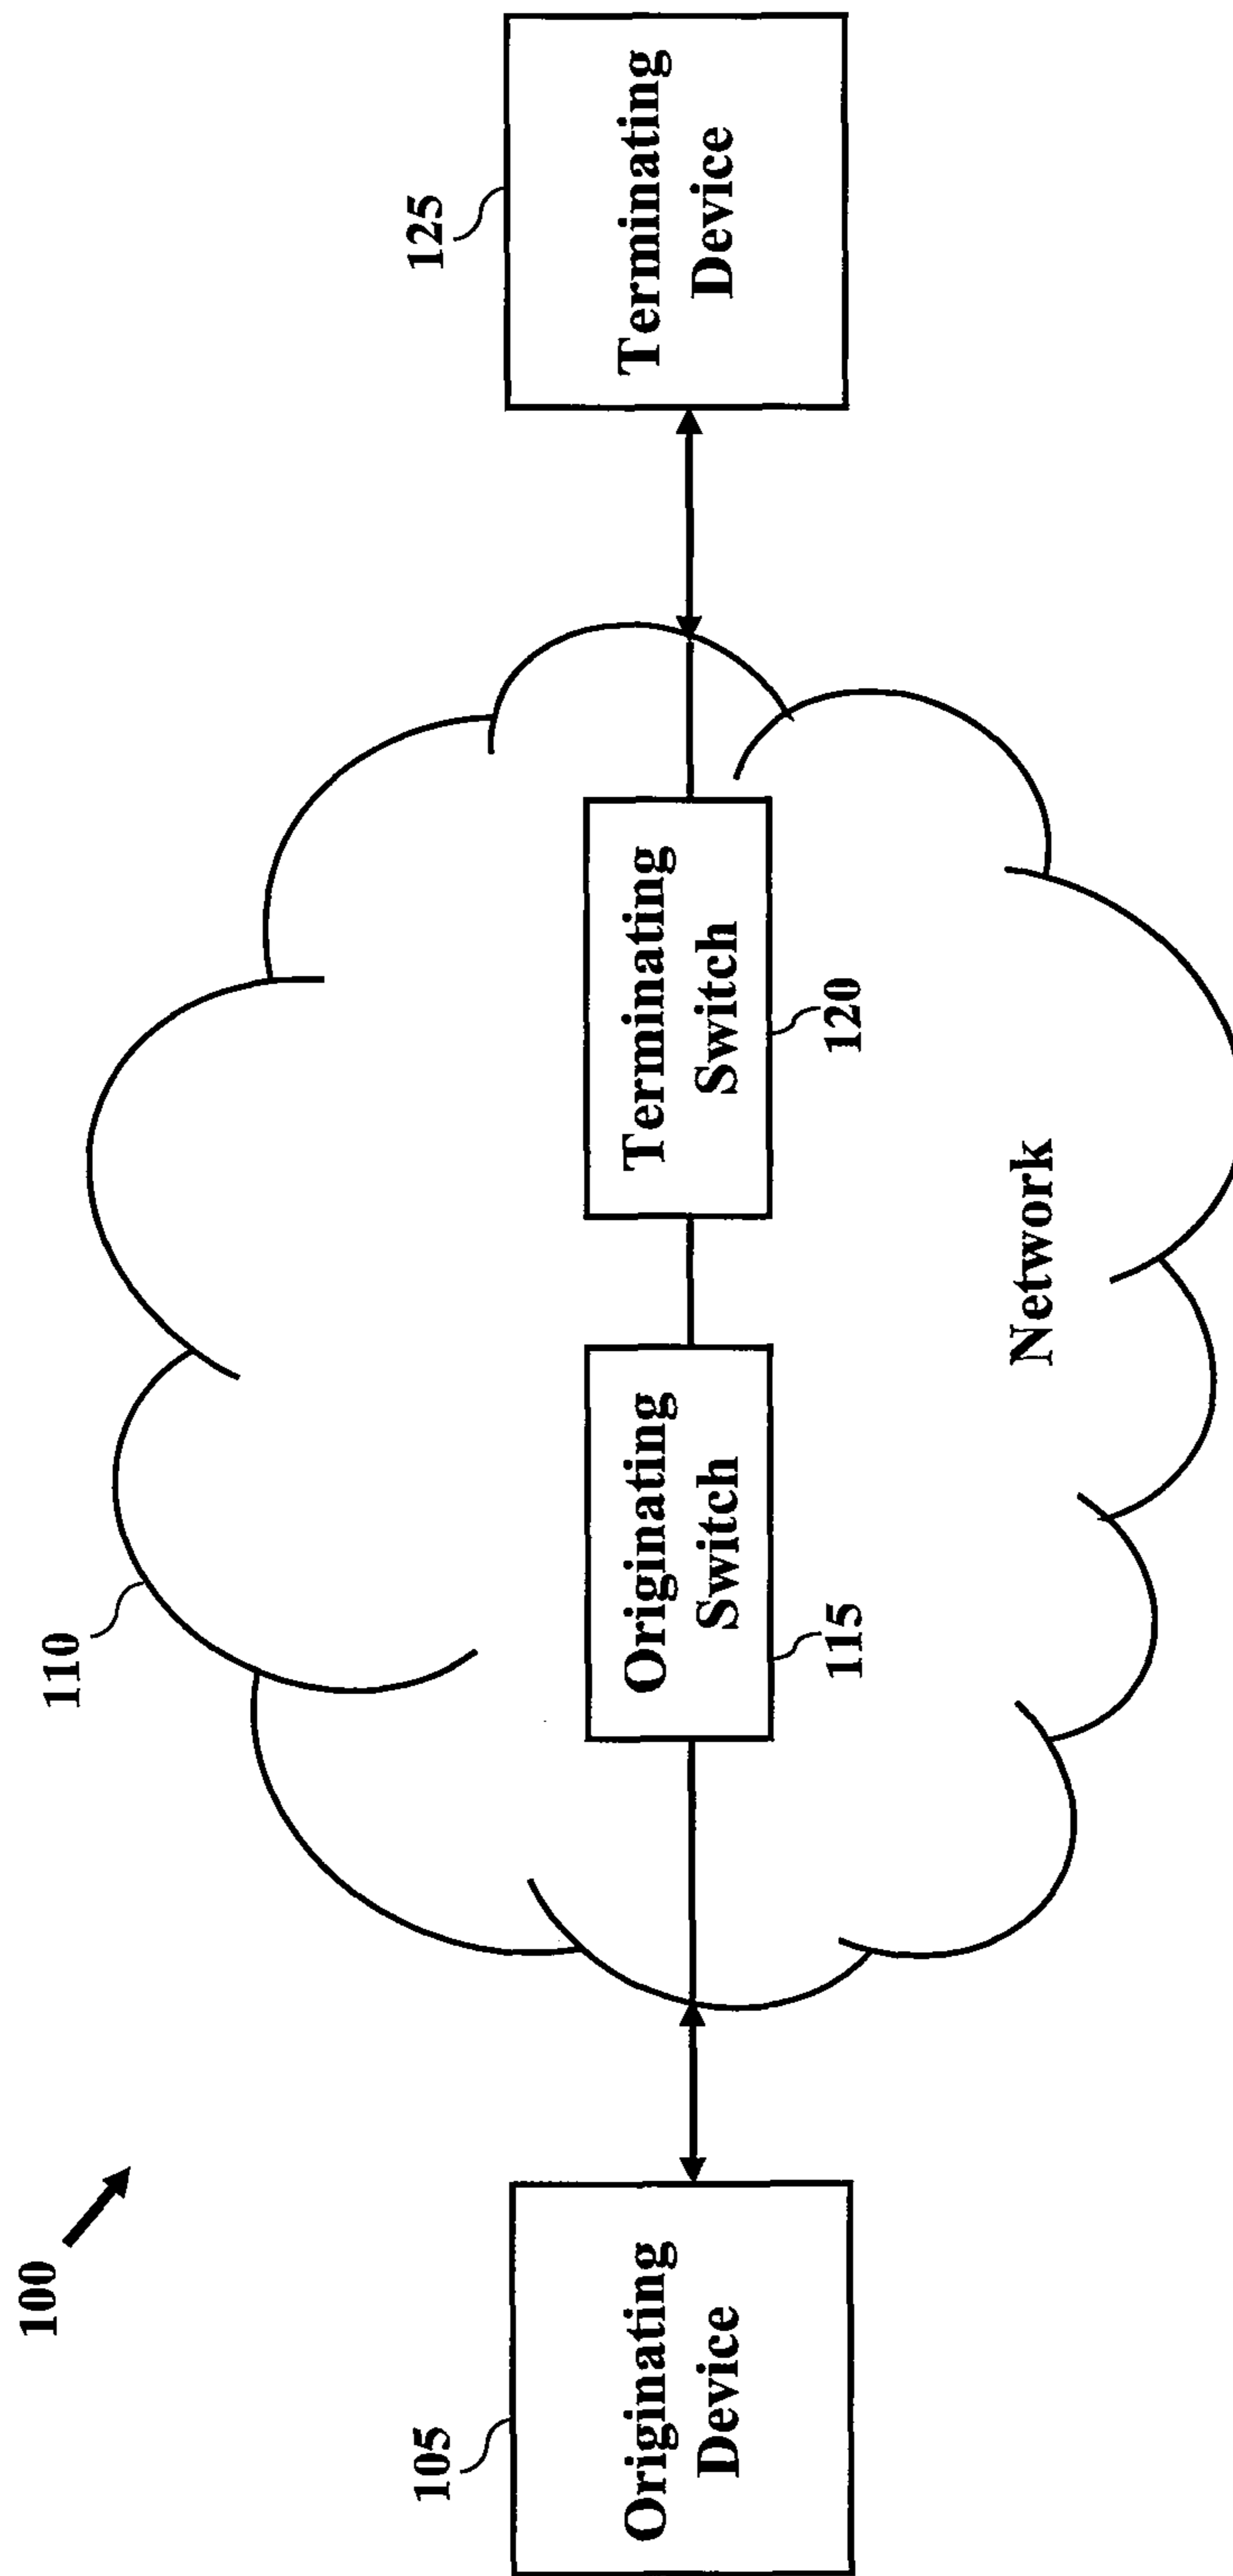 100
110
105
Originating
Device
125
Terminating
Device
Originating
Switch
115
Terminating
Switch
120
Network